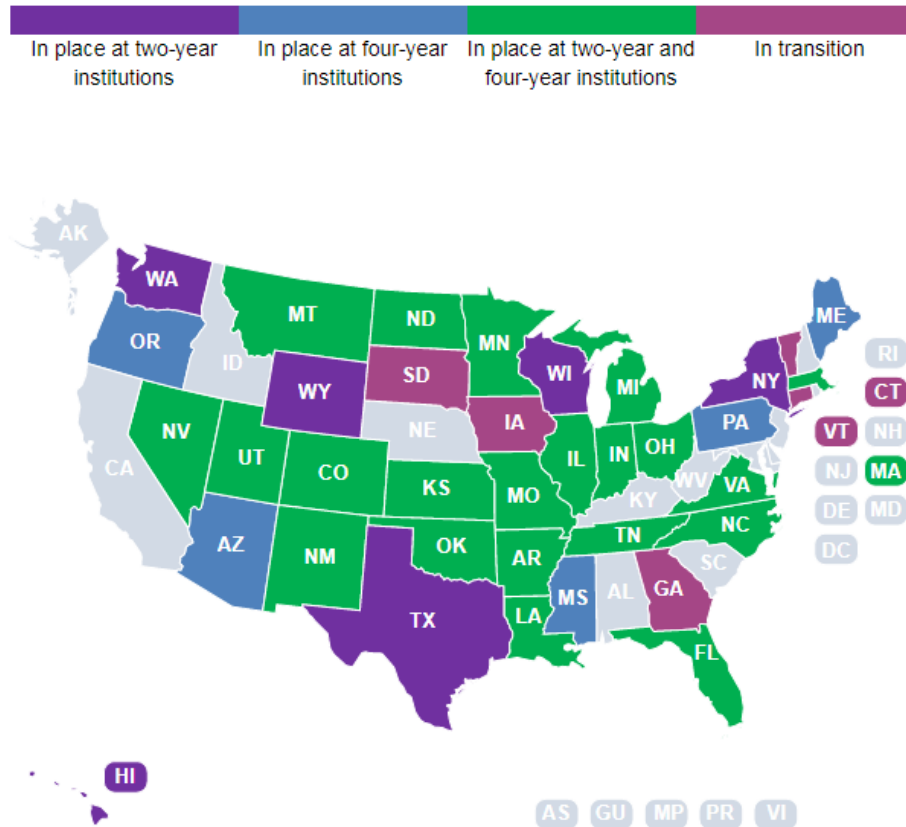 In place at two-year
institutions
In place at four-year
institutions
In place at two-year and
four-year institutions
In transition
AK
WA
MT
ND
MN
ME
OR
ID
WY
SD
WI
MI
NY
RI
CT
VT
NH
NJ
MA
DE
MD
DC
NE
IA
PA
NV
UT
CO
KS
IL
IN
OH
WV
VA
CA
MO
KY
NC
TN
AZ
NM
OK
AR
SC
MS
AL
GA
TX
LA
FL
HI
AS
GU
MP
PR
VI